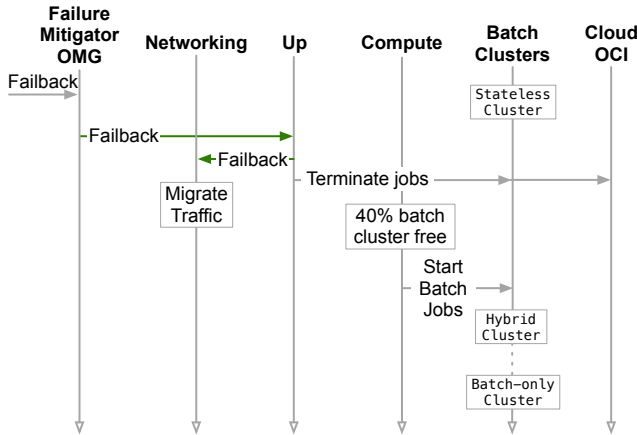 Failure
Mitigator
OMG
Networking
Up
Compute
Batch
Clusters
Cloud
OCI
Failback
Stateless
Cluster
Failback
Failback
Terminate jobs
Migrate
Traffic
40% batch
cluster free
Start
Batch
Jobs
Hybrid
Cluster
Batch-only
Cluster